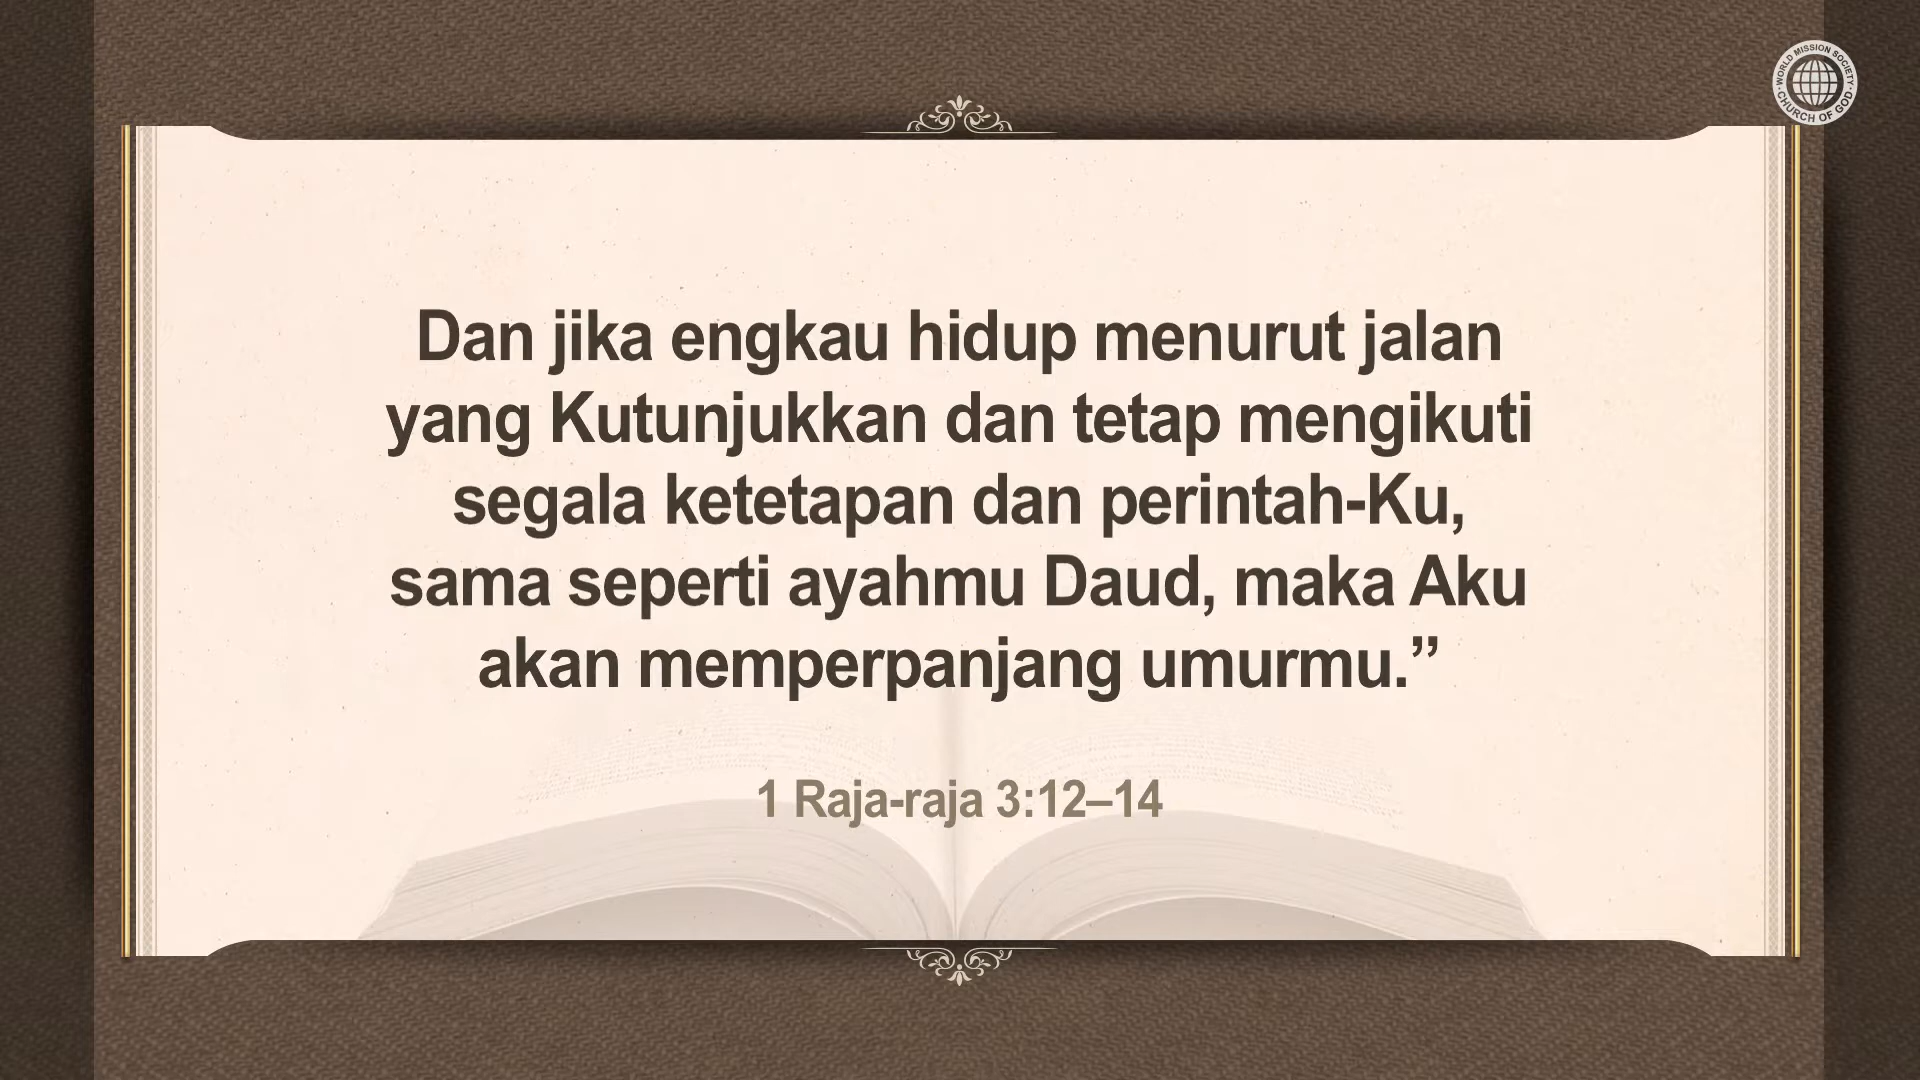 WORLD MISSION SOCIETY
CHURCH OF GOD
Dan jika engkau hidup menurut jalan
yang Kutunjukkan dan tetap mengikuti
segala ketetapan dan perintah-Ku,
sama seperti ayahmu Daud, maka Aku
akan memperpanjang umurmu.”
1 Raja-raja 3:12–14